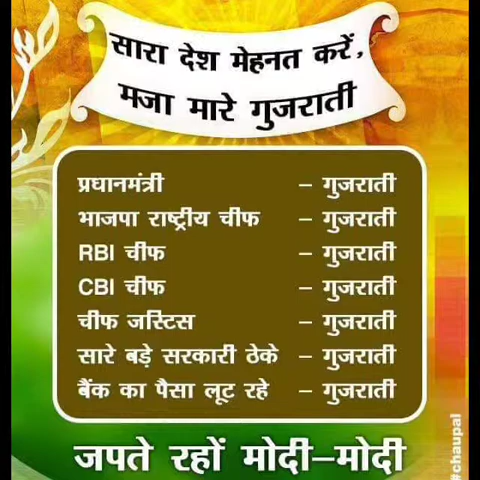 सारा देश मेहनत करें,
मजा मारे गुजराती
प्रधानमंत्री – गुजराती
भाजपा राष्ट्रीय चीफ – गुजराती
RBI चीफ – गुजराती
CBI चीफ – गुजराती
चीफ जस्टिस – गुजराती
सारे बड़े सरकारी ठेके – गुजराती
बैंक का पैसा लूट रहे – गुजराती
जपते रहों मोदी–मोदी
#chaupal